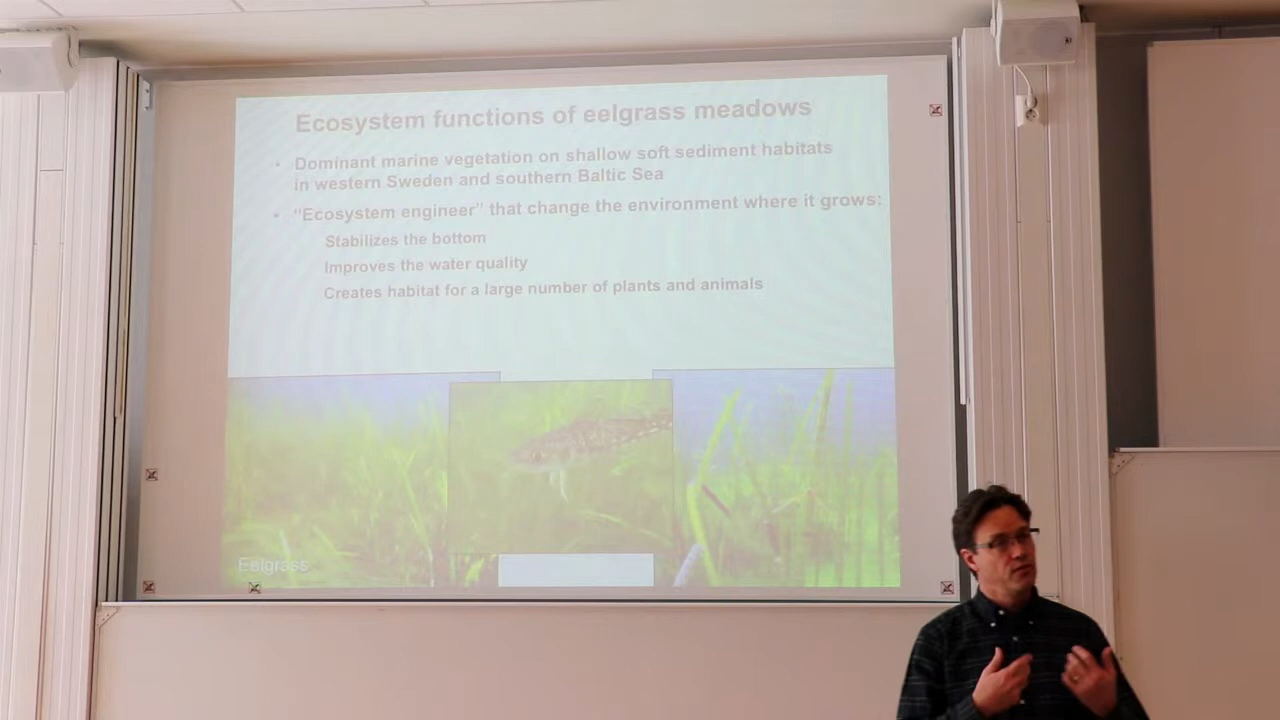 Ecosystem functions of eelgrass meadows
• Dominant marine vegetation on shallow soft sediment habitats
in western Sweden and southern Baltic Sea
• “Ecosystem engineer” that change the environment where it grows:
Stabilizes the bottom
Improves the water quality
Creates habitat for a large number of plants and animals
Eelgrass